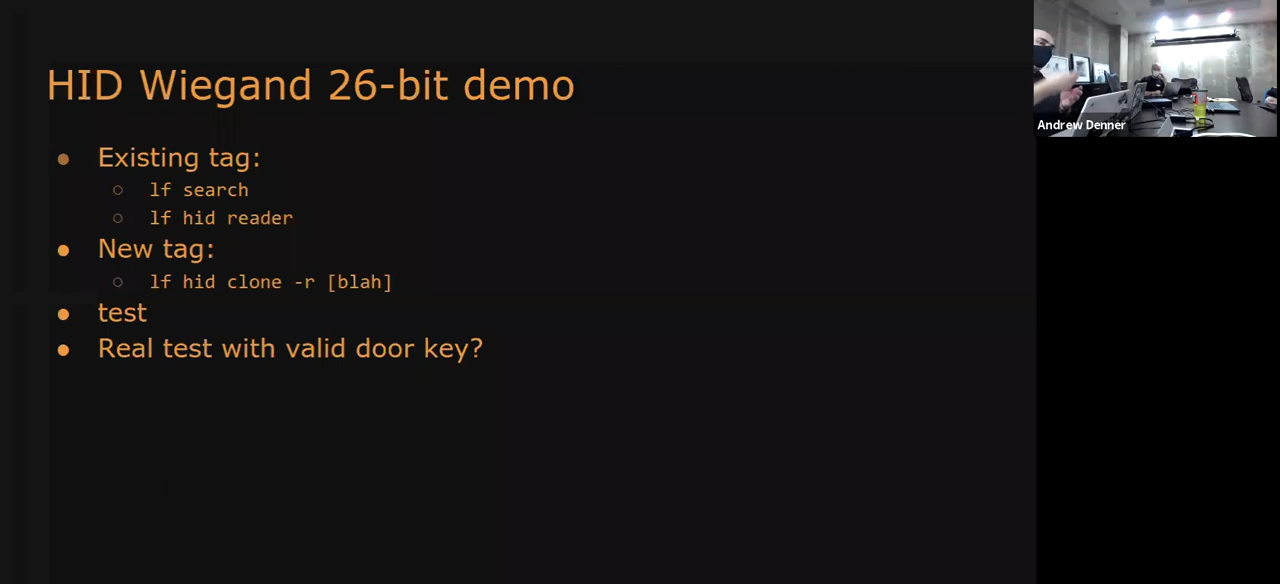 HID Wiegand 26-bit demo
Existing tag:
lf search
lf hid reader
New tag:
lf hid clone -r [blah]
test
Real test with valid door key?
Andrew Denner